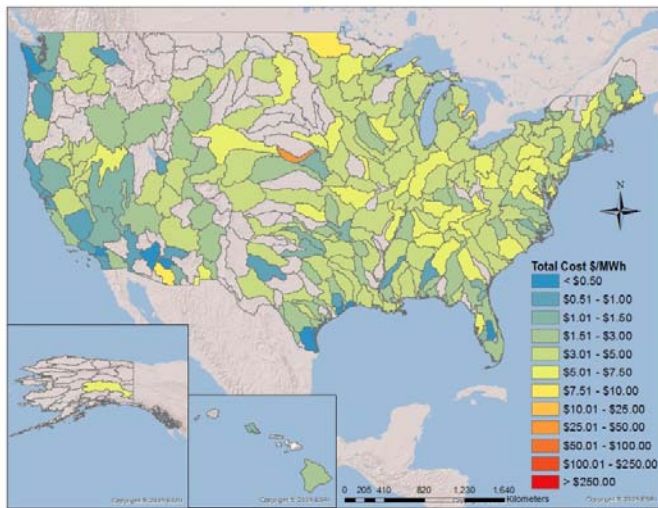 N
Total Cost $/MWh
< $0.50
$0.51 - $1.00
$1.01 - $1.50
$1.51 - $3.00
$3.01 - $5.00
$5.01 - $7.50
$7.51 - $10.00
$10.01 - $25.00
$25.01 - $50.00
$50.01 - $100.00
$100.01 - $250.00
> $250.00
0 205 410 820 1,230 1,640
Kilometers